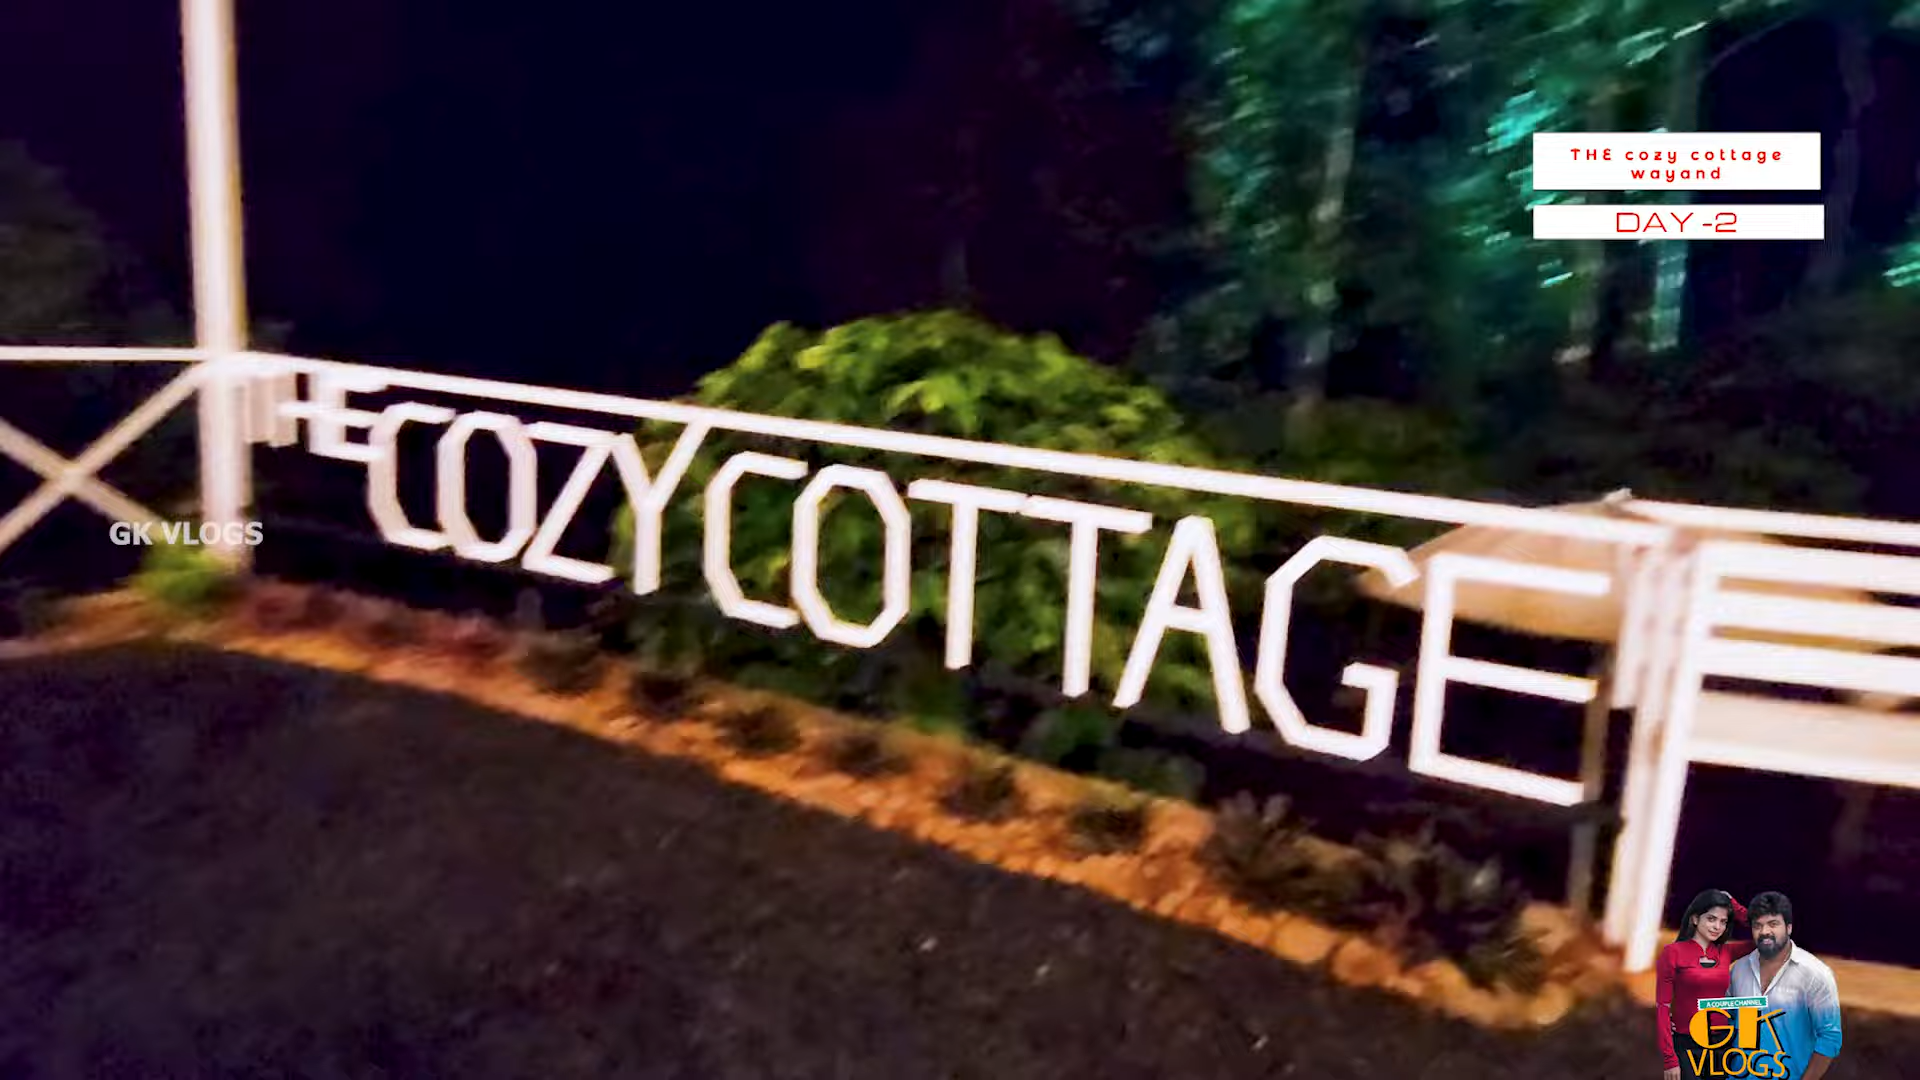 THE cozy cottage
wayand
DAY-2
THE COZY COTTAGE
GK VLOGS
A COUPLE CHANNEL
GK
VLOGS